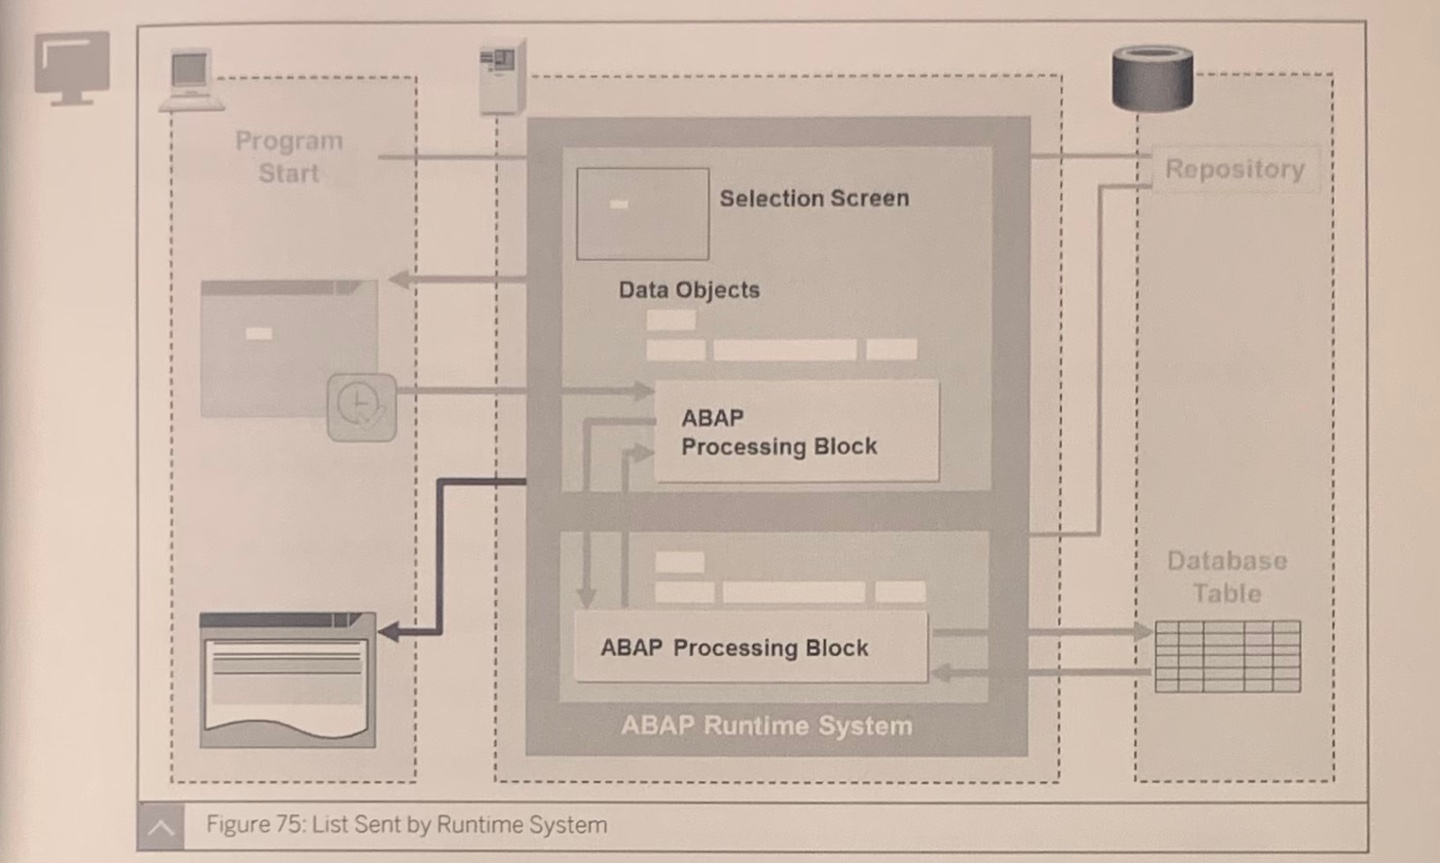 Program
Start
Repository
Selection Screen
Data Objects
ABAP
Processing Block
Database
Table
ABAP Processing Block
ABAP Runtime System
Figure 75: List Sent by Runtime System